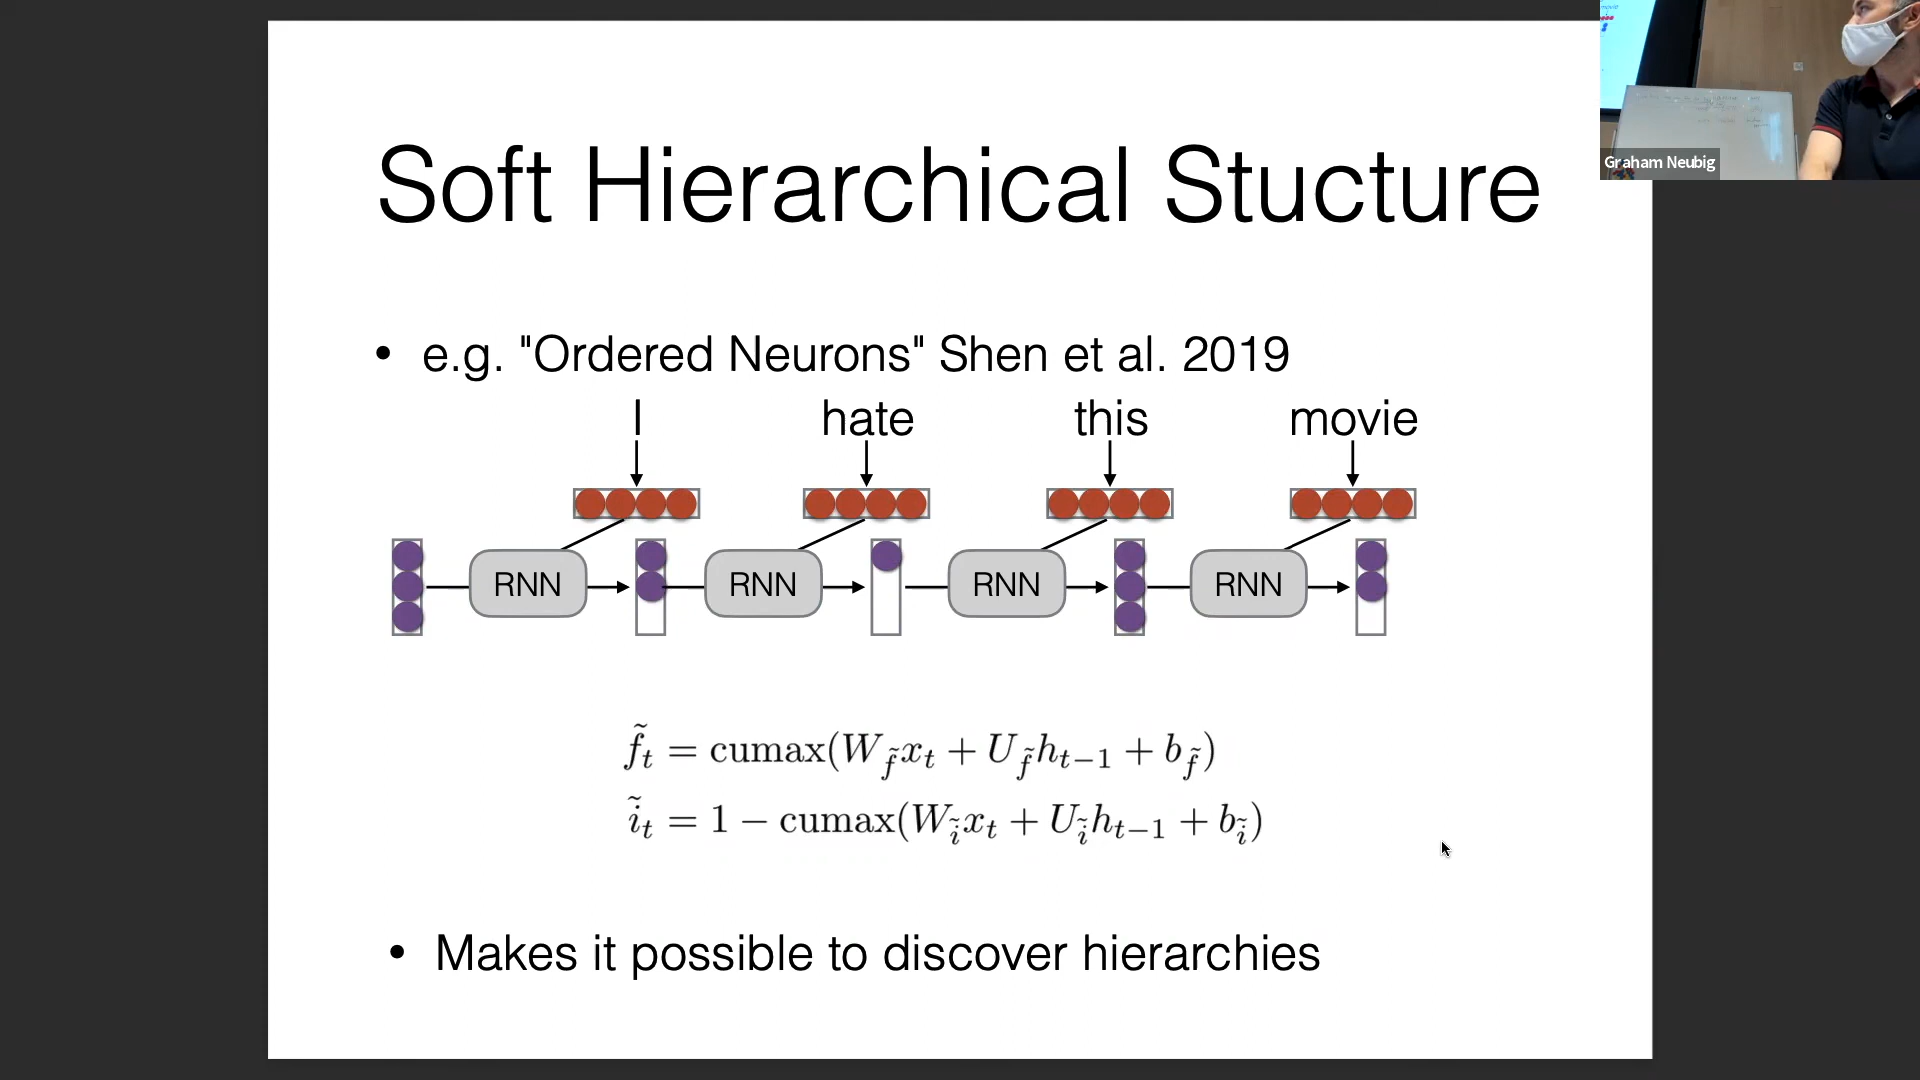 Soft Hierarchical Stucture
Graham Neubig
• e.g. "Ordered Neurons" Shen et al. 2019
I hate this movie
RNN RNN RNN RNN
f̃_t = cumax(W_f̃ x_t + U_f̃ h_{t−1} + b_f̃)
ĩ_t = 1 − cumax(W_ĩ x_t + U_ĩ h_{t−1} + b_ĩ)
• Makes it possible to discover hierarchies